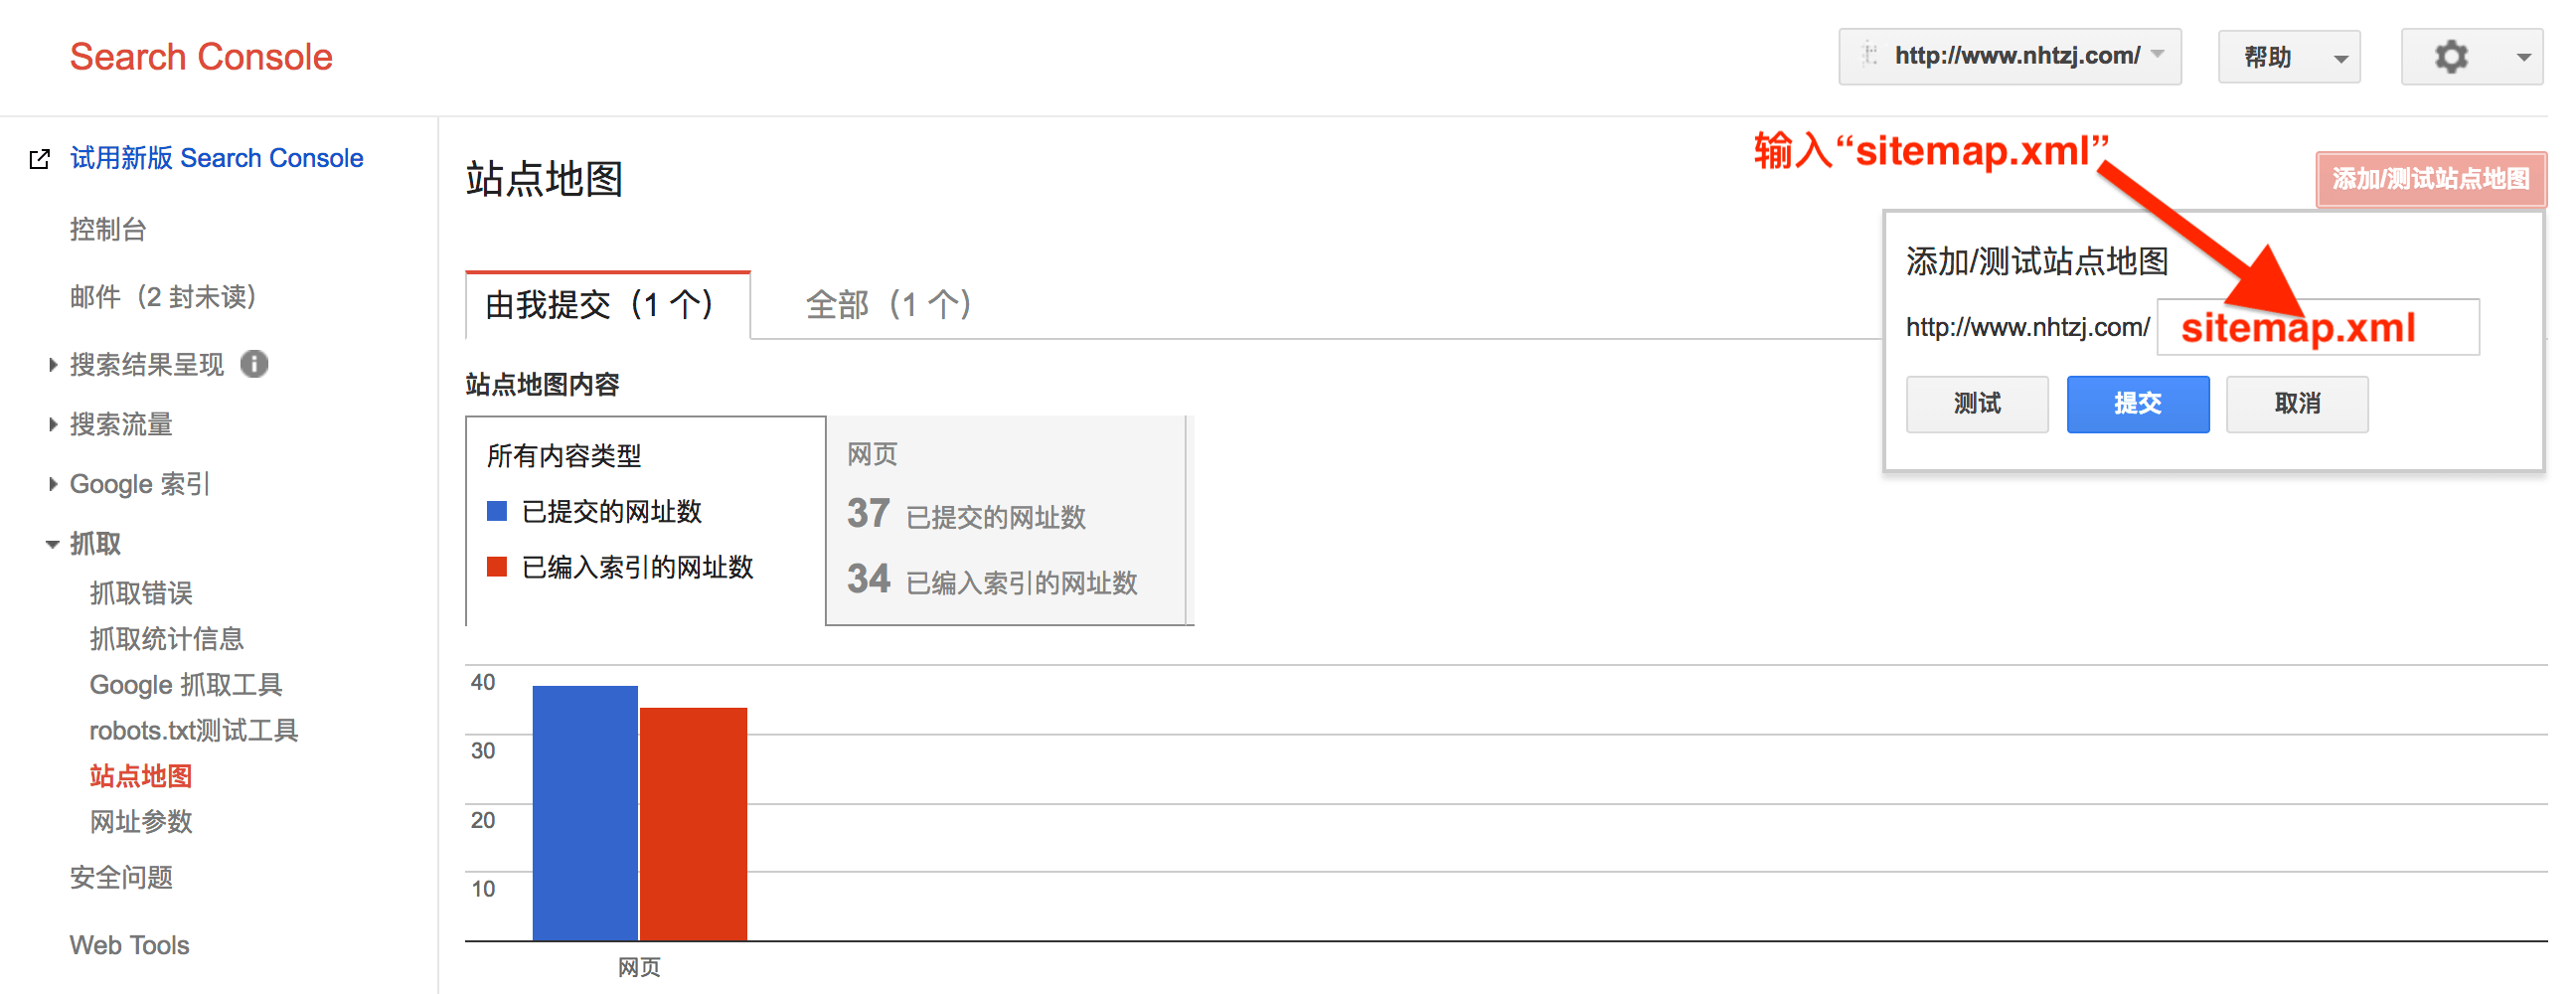 Search Console
http://www.nhtzj.com/
帮助
试用新版 Search Console
控制台
邮件（2 封未读）
搜索结果呈现
搜索流量
Google 索引
抓取
抓取错误
抓取统计信息
Google 抓取工具
robots.txt测试工具
站点地图
网址参数
安全问题
Web Tools
站点地图
输入“sitemap.xml”
添加/测试站点地图
添加/测试站点地图
http://www.nhtzj.com/ sitemap.xml
测试 提交 取消
由我提交（1 个） 全部（1 个）
站点地图内容
所有内容类型
已提交的网址数
已编入索引的网址数
网页
37 已提交的网址数
34 已编入索引的网址数
40
30
20
10
网页